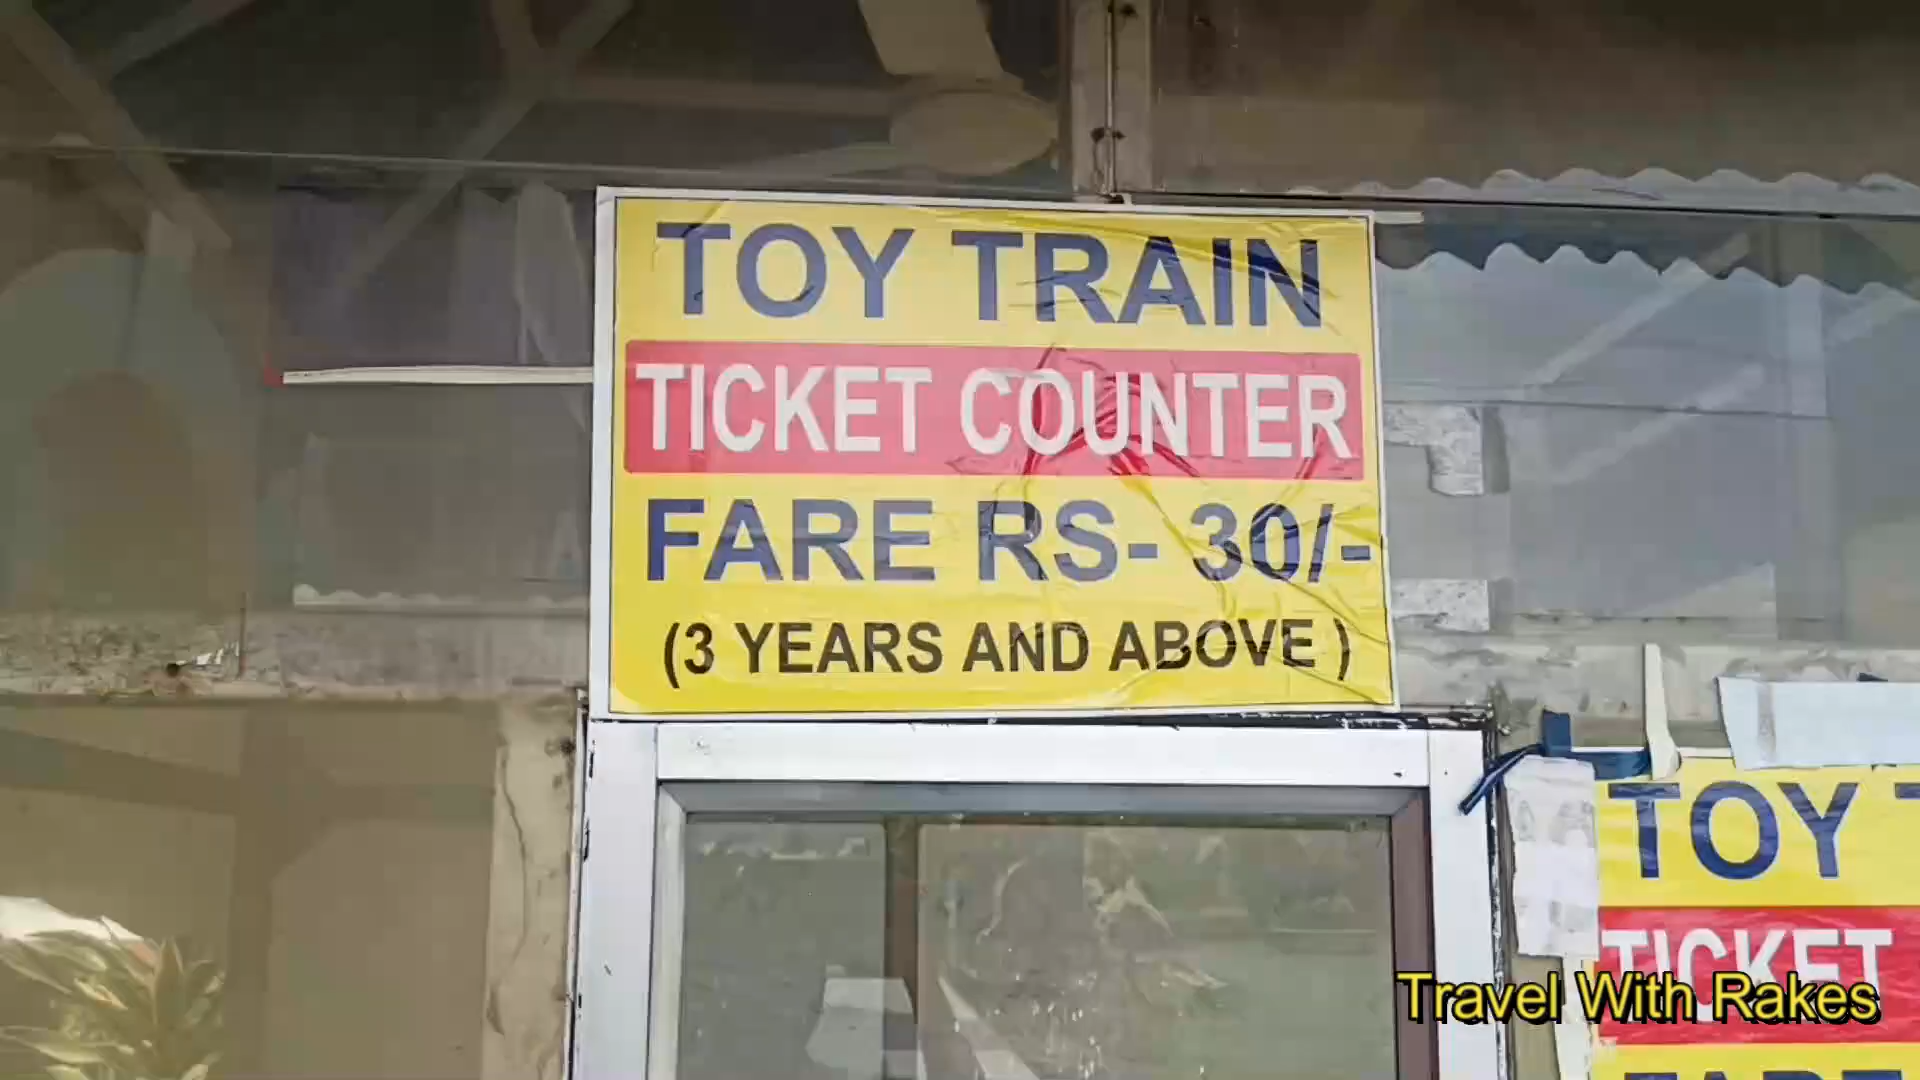 TOY TRAIN
TICKET COUNTER
FARE RS- 30/-
(3 YEARS AND ABOVE )
TOY
TICKET
Travel With Rakes